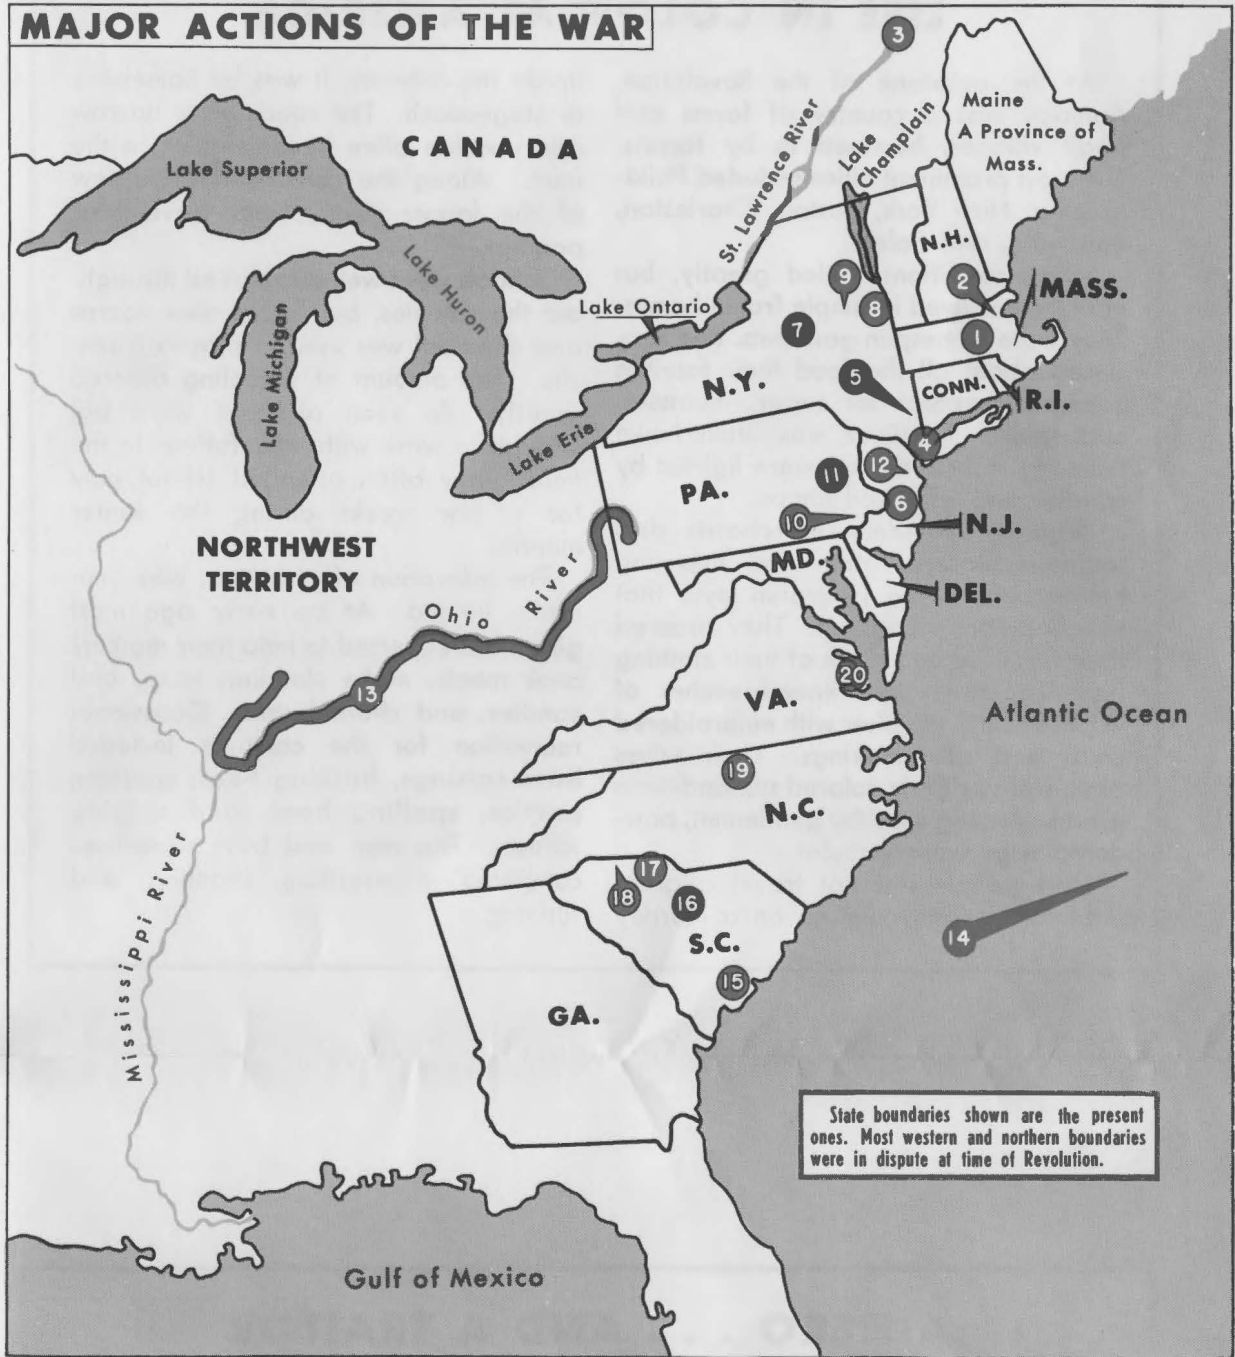 MAJOR ACTIONS OF THE WAR
3
Maine
A Province of
Mass.
CANADA
Lake Superior
St. Lawrence River
Lake
Champlain
N.H.
Lake Huron
9
2
MASS.
Lake Ontario
8
Lake Michigan
7
1
5
CONN.
N.Y.
R.I.
Lake Erie
4
12
11
PA.
6
10
N.J.
NORTHWEST
TERRITORY
MD.
DEL.
Ohio River
20
13
VA.
Atlantic Ocean
19
N.C.
Mississippi River
17
18
16
14
S.C.
15
GA.
State boundaries shown are the present
ones. Most western and northern boundaries
were in dispute at time of Revolution.
Gulf of Mexico